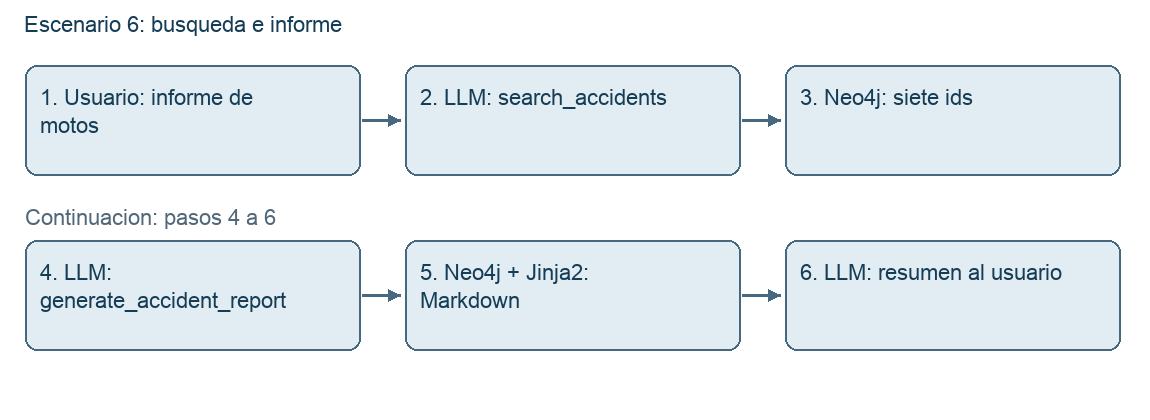 Escenario 6: busqueda e informe
1. Usuario: informe de
motos
2. LLM: search_accidents
3. Neo4j: siete ids
Continuacion: pasos 4 a 6
4. LLM:
generate_accident_report
5. Neo4j + Jinja2:
Markdown
6. LLM: resumen al usuario